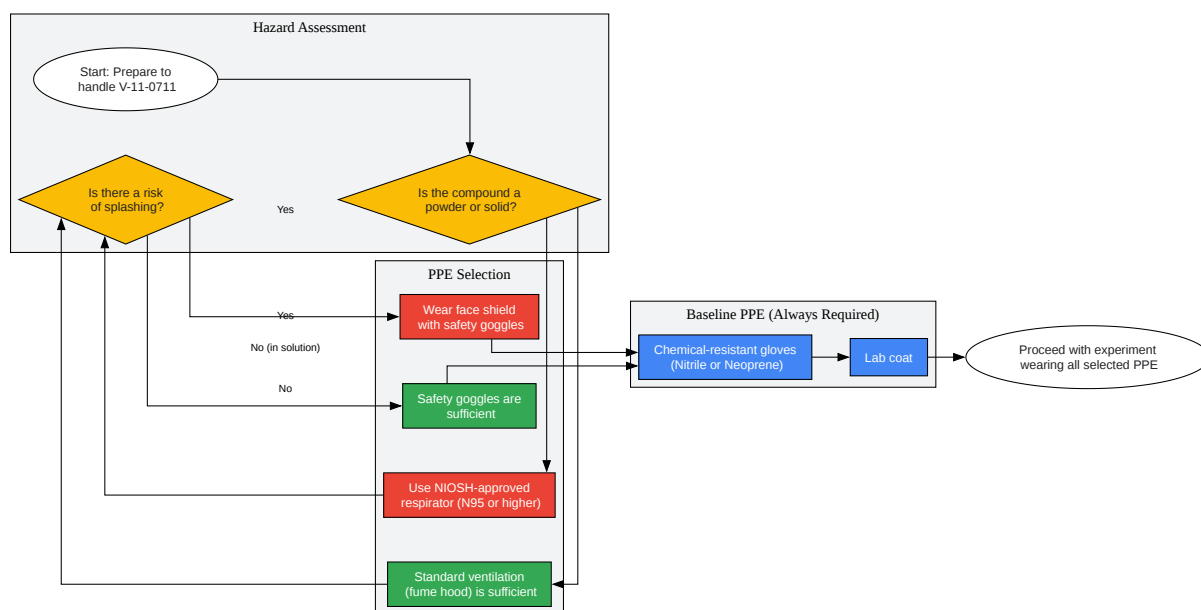 Hazard Assessment
Start: Prepare to
handle V-11-0711
Is there a risk
of splashing?
Yes
Is the compound a
powder or solid?
PPE Selection
Wear face shield
with safety goggles
Yes
No (in solution)
No
Safety goggles are
sufficient
Use NIOSH-approved
respirator (N95 or higher)
Standard ventilation
(fume hood) is sufficient
Baseline PPE (Always Required)
Chemical-resistant gloves
(Nitrile or Neoprene)
Lab coat
Proceed with experiment
wearing all selected PPE